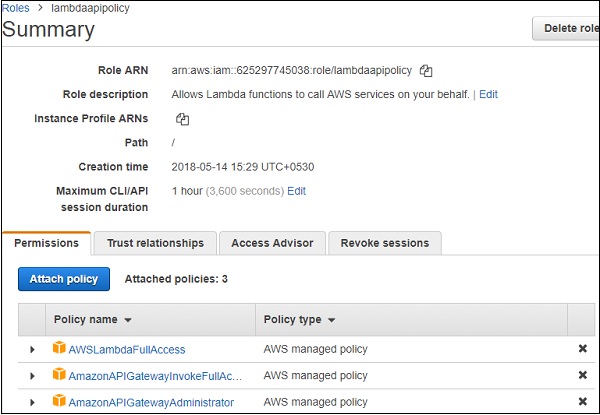 Roles > lambdaapipolicy
Summary
Delete role
Role ARN arn:aws:iam::625297745038:role/lambdaapipolicy
Role description Allows Lambda functions to call AWS services on your behalf. | Edit
Instance Profile ARNs
Path /
Creation time 2018-05-14 15:29 UTC+0530
Maximum CLI/API 1 hour (3,600 seconds) Edit
session duration
Permissions Trust relationships Access Advisor Revoke sessions
Attach policy Attached policies: 3
Policy name Policy type
AWSLambdaFullAccess AWS managed policy
AmazonAPIGatewayInvokeFullAc... AWS managed policy
AmazonAPIGatewayAdministrator AWS managed policy